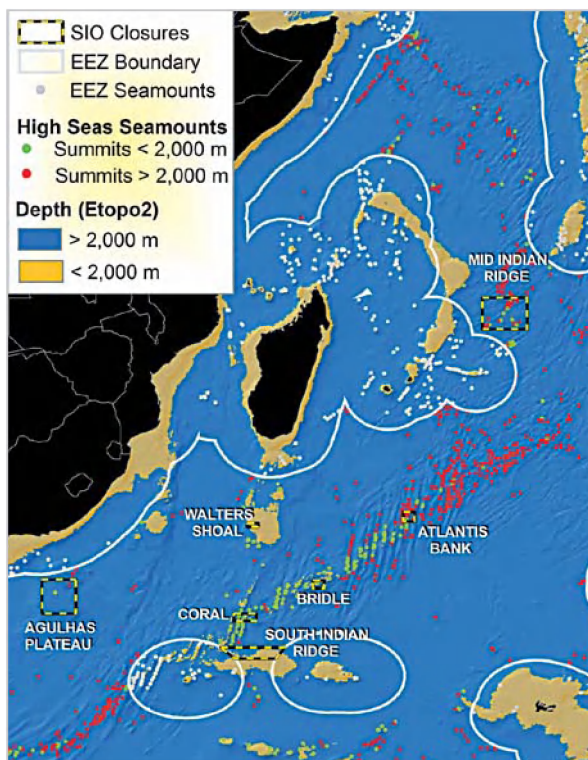 SIO Closures
EEZ Boundary
EEZ Seamounts
High Seas Seamounts
Summits < 2,000 m
Summits > 2,000 m
Depth (Etopo2)
> 2,000 m
< 2,000 m
MID INDIAN
RIDGE
WALTERS
SHOAL
ATLANTIS
BANK
BRIDLE
CORAL
AGULHAS
PLATEAU
SOUTH INDIAN
RIDGE